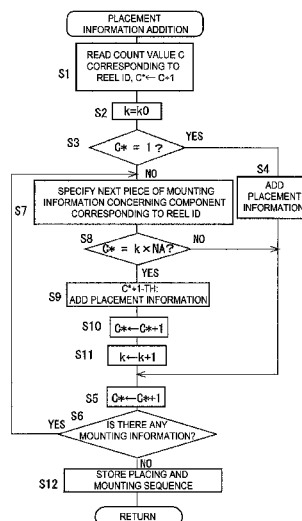 PLACEMENT
INFORMATION ADDITION
READ COUNT VALUE C
CORRESPONDING TO
REEL ID, C*← C+1
S1
S2
k=k0
S3
YES
C* = 1?
NO
S4
ADD
PLACEMENT
INFORMATION
S7
SPECIFY NEXT PIECE OF MOUNTING
INFORMATION CONCERNING COMPONENT
CORRESPONDING TO REEL ID
S8
NO
C* = k×NA?
YES
S9
C*+1-TH:
ADD PLACEMENT INFORMATION
S10
C*←C*+1
S11
k←k+1
S5
C*←C*+1
S6
YES
IS THERE ANY
MOUNTING INFORMATION?
NO
S12
STORE PLACING AND
MOUNTING SEQUENCE
RETURN